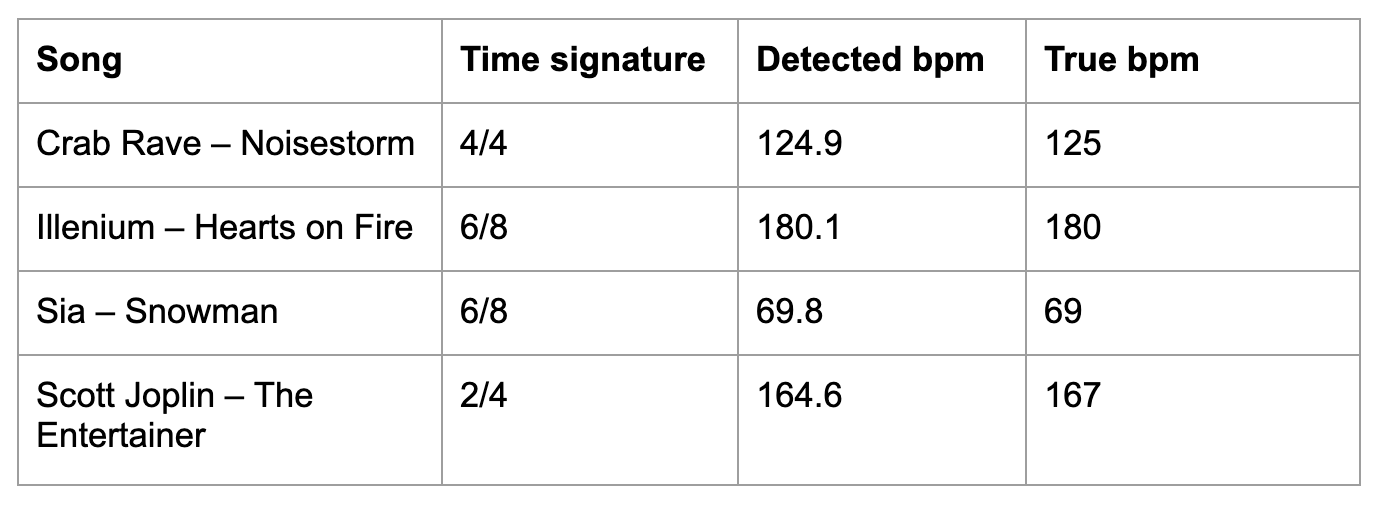 Song Time signature Detected bpm True bpm
Crab Rave – Noisestorm 4/4 124.9 125
Illenium – Hearts on Fire 6/8 180.1 180
Sia – Snowman 6/8 69.8 69
Scott Joplin – The 2/4 164.6 167
Entertainer